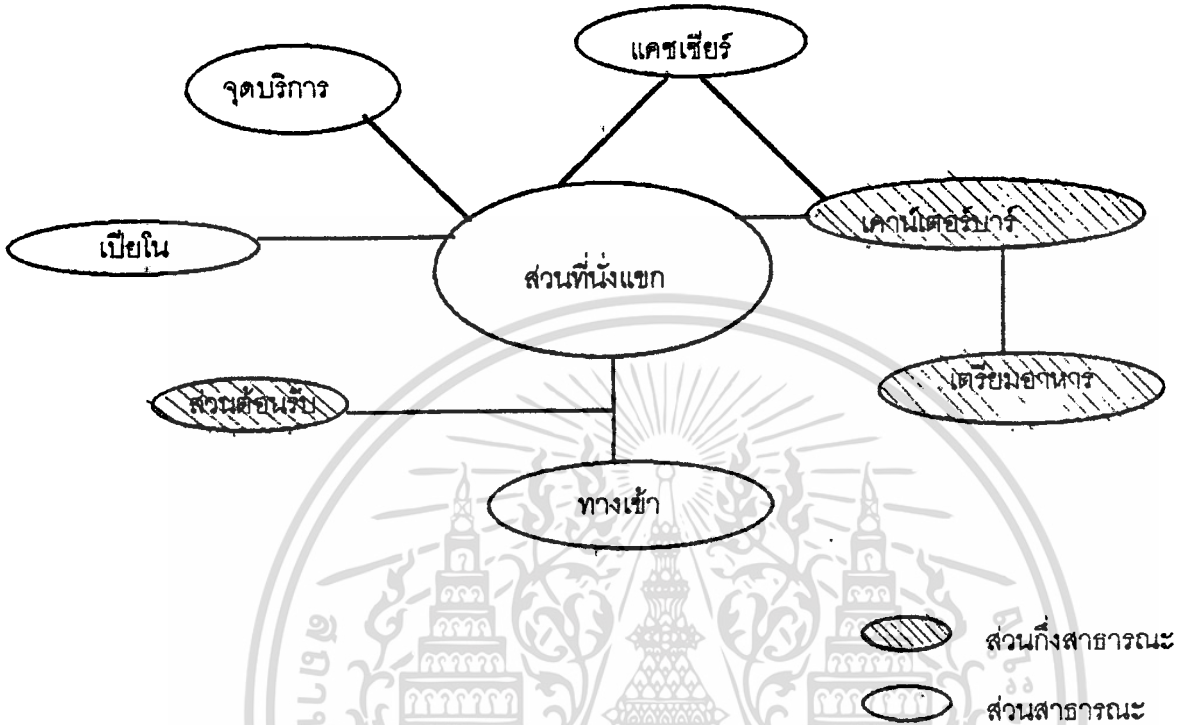 แคชเชียร์
จุดบริการ
เคาน์เตอร์บาร์
เปียโน
ส่วนที่นั่งแขก
เตรียมอาหาร
ส่วนต้อนรับ
ทางเข้า
ส่วนกึ่งสาธารณะ
ส่วนสาธารณะ